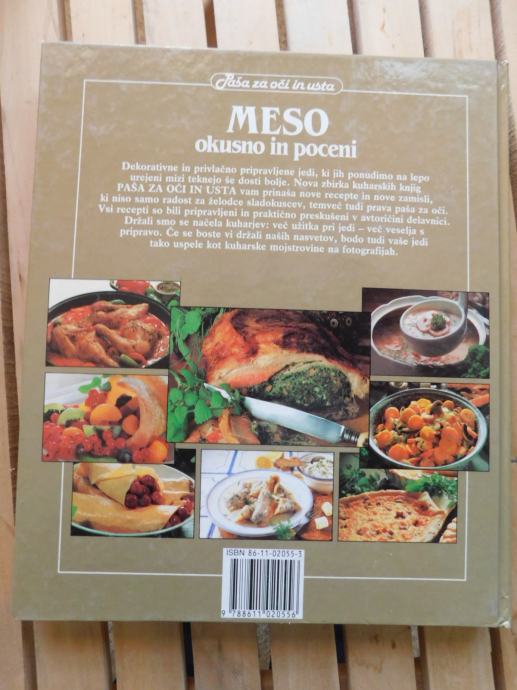 Paša za oči in usta
MESO
okusno in poceni
Dekorativne in privlačno pripravljene jedi, ki jih ponudimo na lepo
urejeni mizi teknejo še dosti bolje. Nova zbirka kuharskih knjig
PAŠA ZA OČI IN USTA vam prinaša nove recepte in nove zamisli,
ki niso samo radost za želodce sladokuscev, temveč tudi prava paša za oči.
Vsi recepti so bili pripravljeni in praktično preskušeni v avtoričini delavnici.
Držali smo se načela kuharjev: več užitka pri jedi – več veselja s
pripravo. Če se boste vi držali naših nasvetov, bodo tudi vaše jedi
tako uspele kot kuharske mojstrovine na fotografijah.
ISBN 86-11-02055-3
9 788611 020556